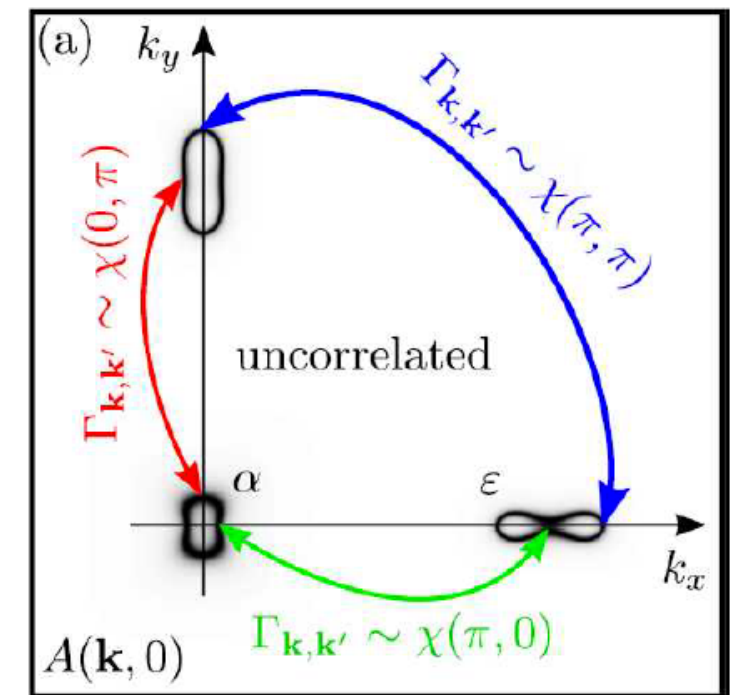 (a)
k_y
Γ_{k,k′} ∼ χ(π, π)
Γ_{k,k′} ∼ χ(0, π)
uncorrelated
α
ε
k_x
Γ_{k,k′} ∼ χ(π, 0)
A(k, 0)